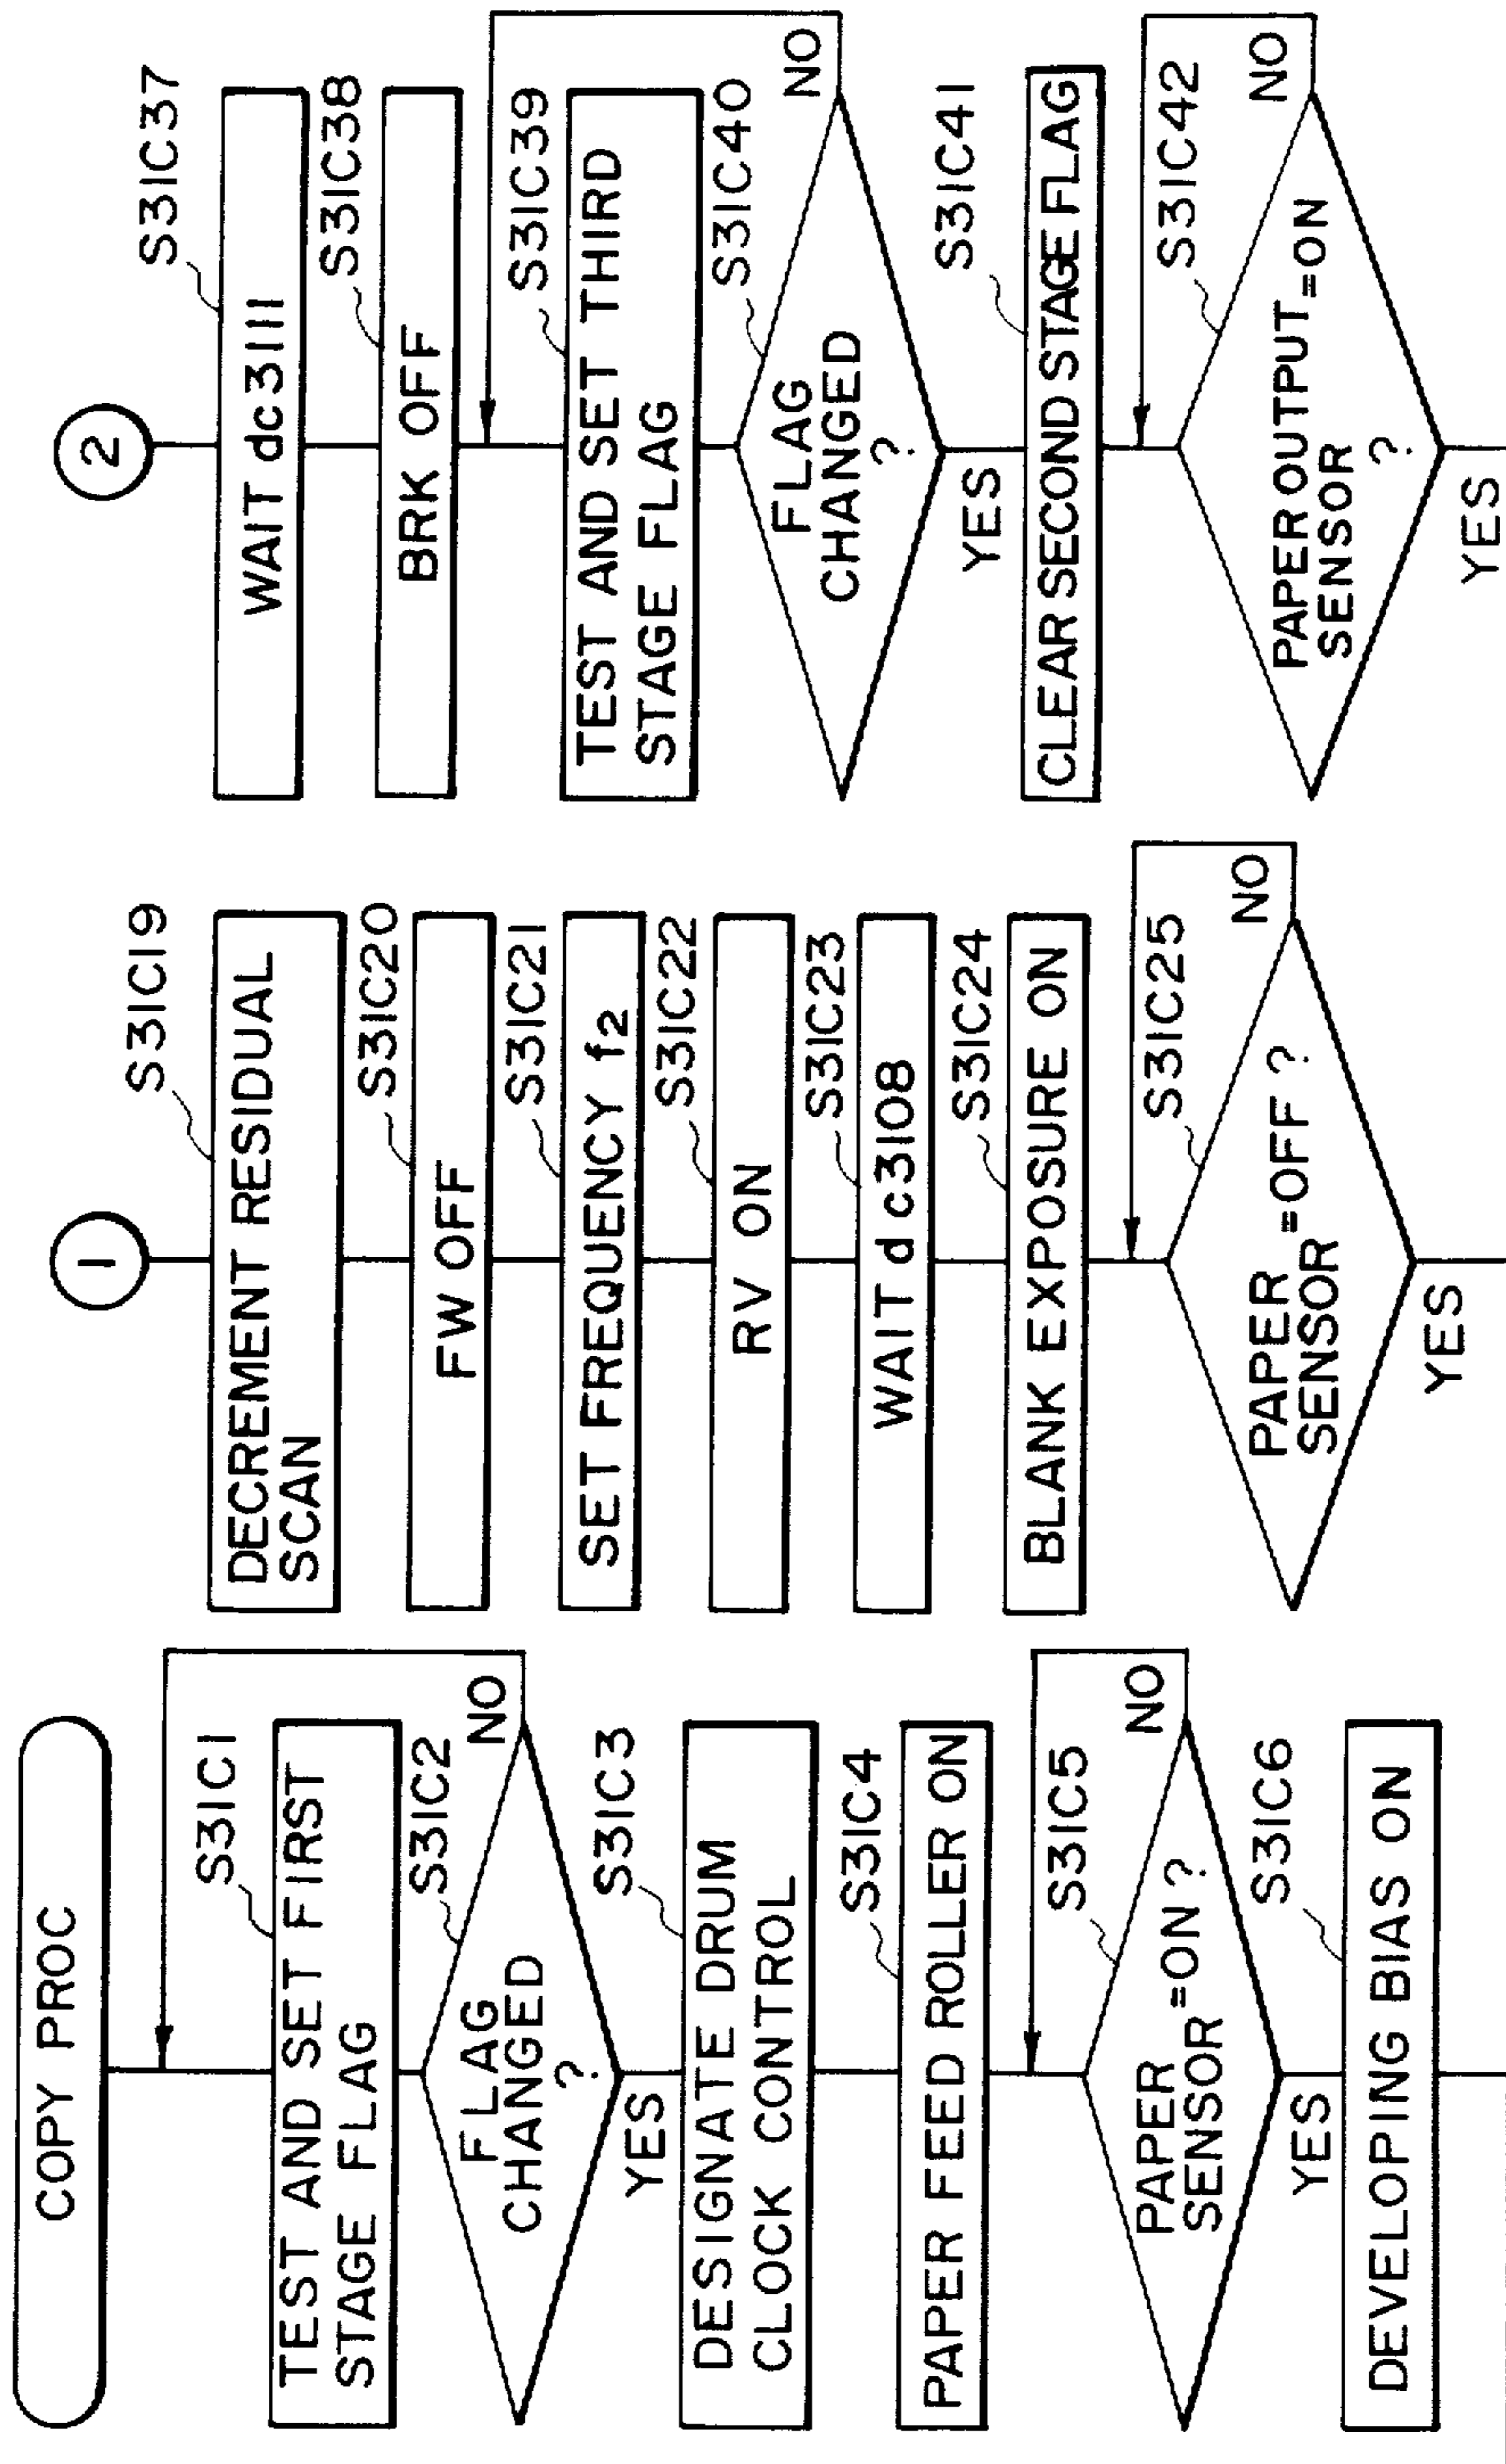 COPY PROC
S31C1
TEST AND SET FIRST
STAGE FLAG
S31C2
FLAG
CHANGED
?
NO
YES
S31C3
DESIGNATE DRUM
CLOCK CONTROL
S31C4
PAPER FEED ROLLER ON
S31C5
PAPER
SENSOR =ON ?
NO
YES
S31C6
DEVELOPING BIAS ON
1
S31C19
DECREMENT RESIDUAL
SCAN
S31C20
FW OFF
S31C21
SET FREQUENCY f2
S31C22
RV ON
S31C23
WAIT d c3108
S31C24
BLANK EXPOSURE ON
S31C25
PAPER
SENSOR =OFF ?
NO
YES
2
S31C37
WAIT dc3111
S31C38
BRK OFF
S31C39
TEST AND SET THIRD
STAGE FLAG
S31C40
FLAG
CHANGED
?
NO
YES
S31C41
CLEAR SECOND STAGE FLAG
S31C42
PAPER OUTPUT =ON
SENSOR
?
NO
YES